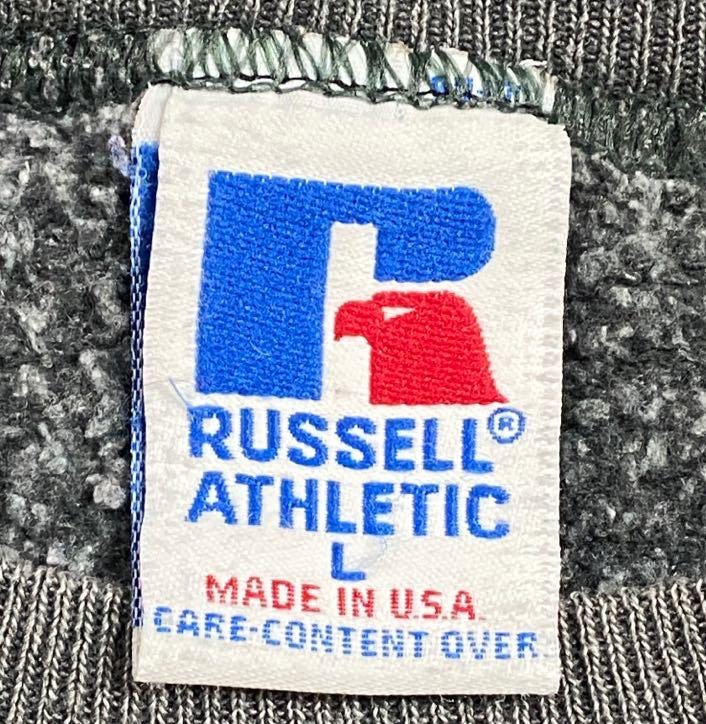 RUSSELL®
ATHLETIC
L
MADE IN U.S.A.
CARE·CONTENT OVER